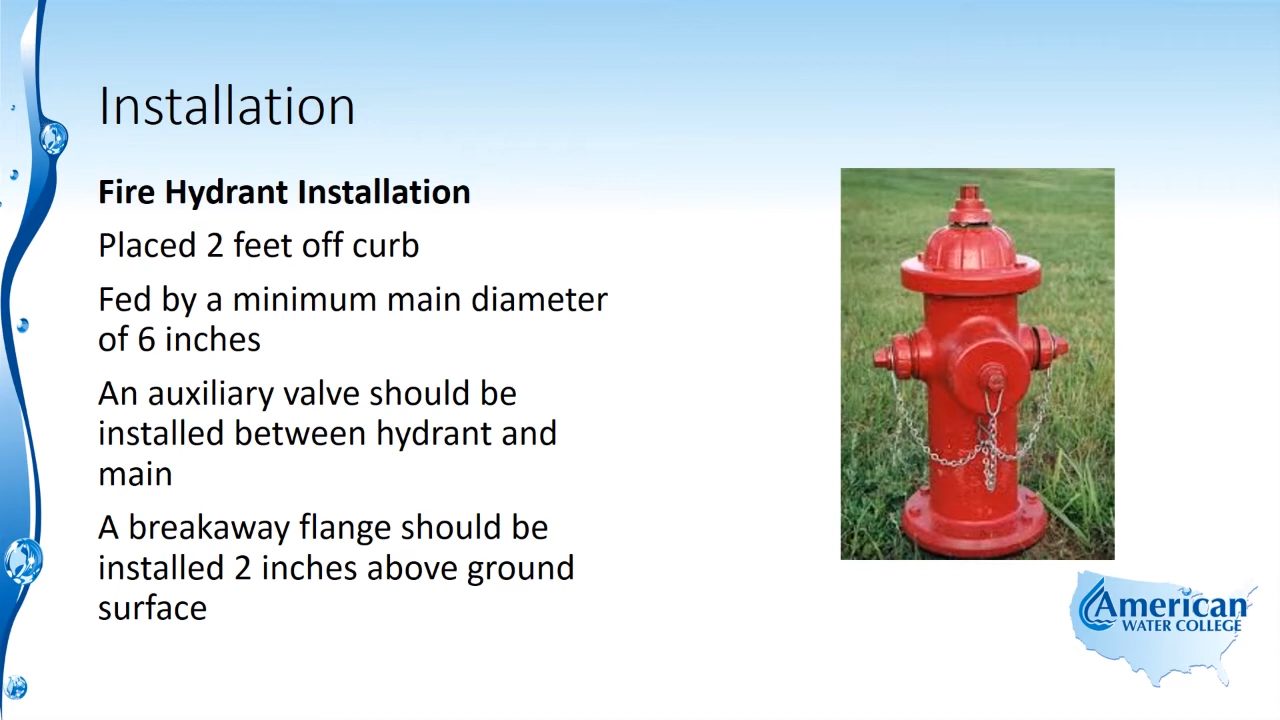 Installation
Fire Hydrant Installation
Placed 2 feet off curb
Fed by a minimum main diameter
of 6 inches
An auxiliary valve should be
installed between hydrant and
main
A breakaway flange should be
installed 2 inches above ground
surface
American
WATER COLLEGE